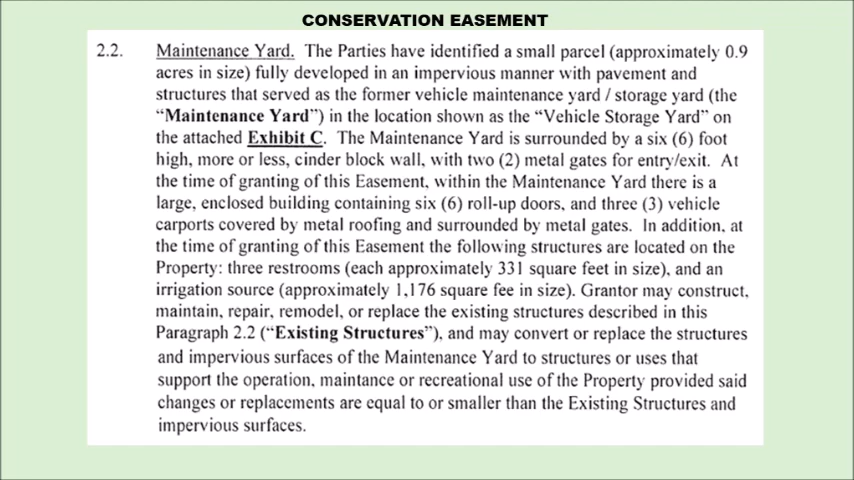 CONSERVATION EASEMENT
2.2. Maintenance Yard. The Parties have identified a small parcel (approximately 0.9
acres in size) fully developed in an impervious manner with pavement and
structures that served as the former vehicle maintenance yard / storage yard (the
“Maintenance Yard”) in the location shown as the “Vehicle Storage Yard” on
the attached Exhibit C. The Maintenance Yard is surrounded by a six (6) foot
high, more or less, cinder block wall, with two (2) metal gates for entry/exit. At
the time of granting of this Easement, within the Maintenance Yard there is a
large, enclosed building containing six (6) roll-up doors, and three (3) vehicle
carports covered by metal roofing and surrounded by metal gates. In addition, at
the time of granting of this Easement the following structures are located on the
Property: three restrooms (each approximately 331 square feet in size), and an
irrigation source (approximately 1,176 square fee in size). Grantor may construct,
maintain, repair, remodel, or replace the existing structures described in this
Paragraph 2.2 (“Existing Structures”), and may convert or replace the structures
and impervious surfaces of the Maintenance Yard to structures or uses that
support the operation, maintance or recreational use of the Property provided said
changes or replacements are equal to or smaller than the Existing Structures and
impervious surfaces.